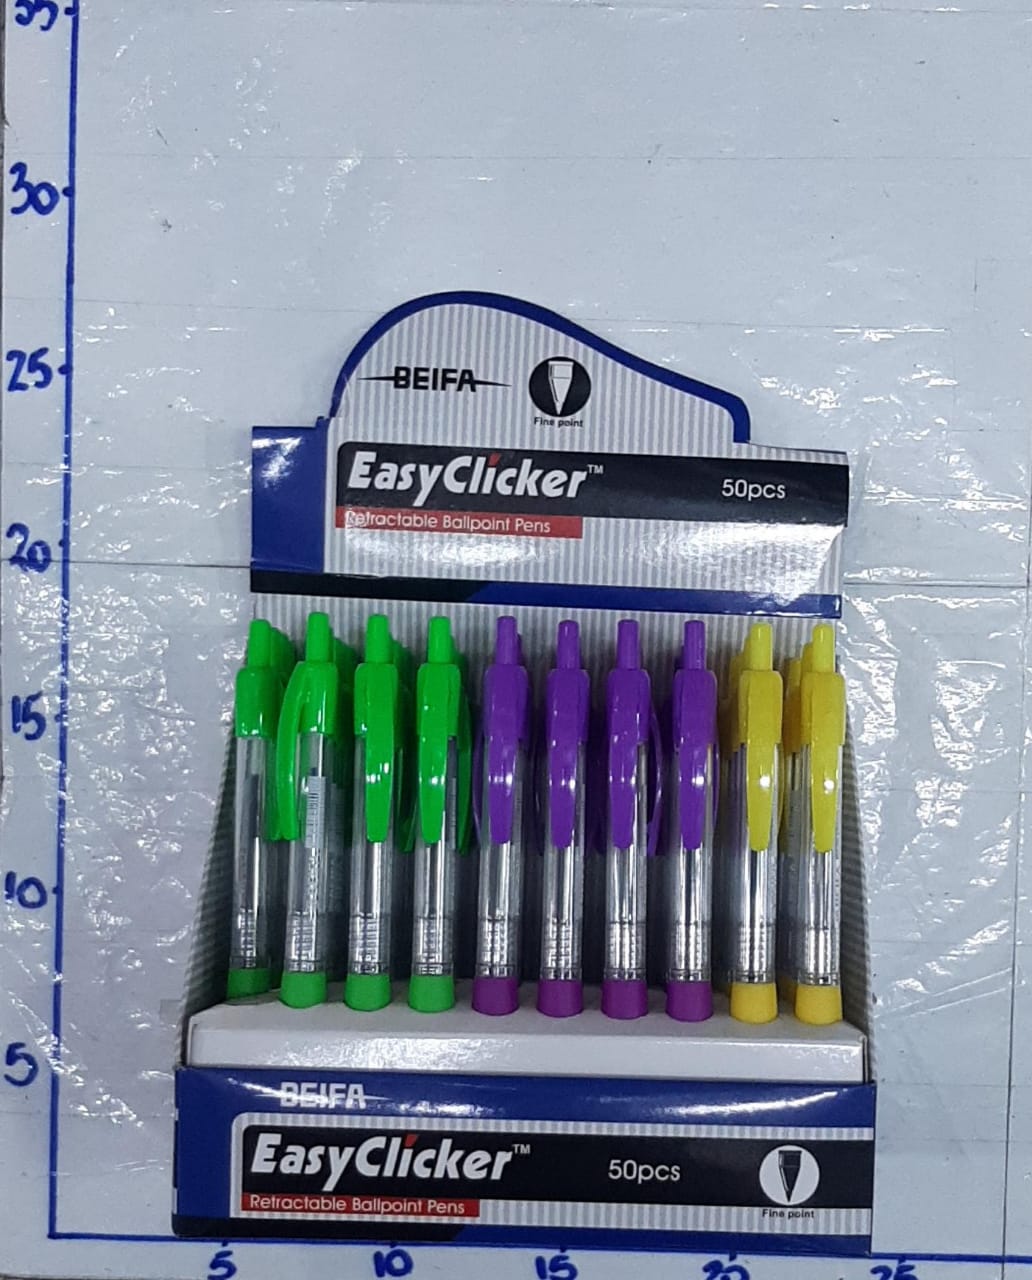 35
30
25
20
15
10
5
BEIFA
Fine point
EasyClicker™
50pcs
Retractable Ballpoint Pens
BEIFA
EasyClicker™
50pcs
Retractable Ballpoint Pens
Fine point
5
10
15
20
25